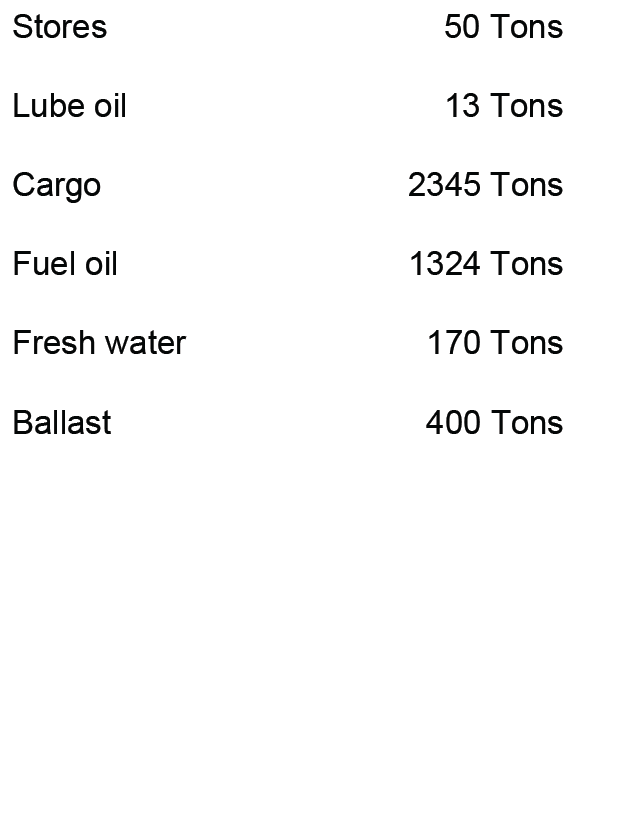 Stores 50 Tons
Lube oil 13 Tons
Cargo 2345 Tons
Fuel oil 1324 Tons
Fresh water 170 Tons
Ballast 400 Tons